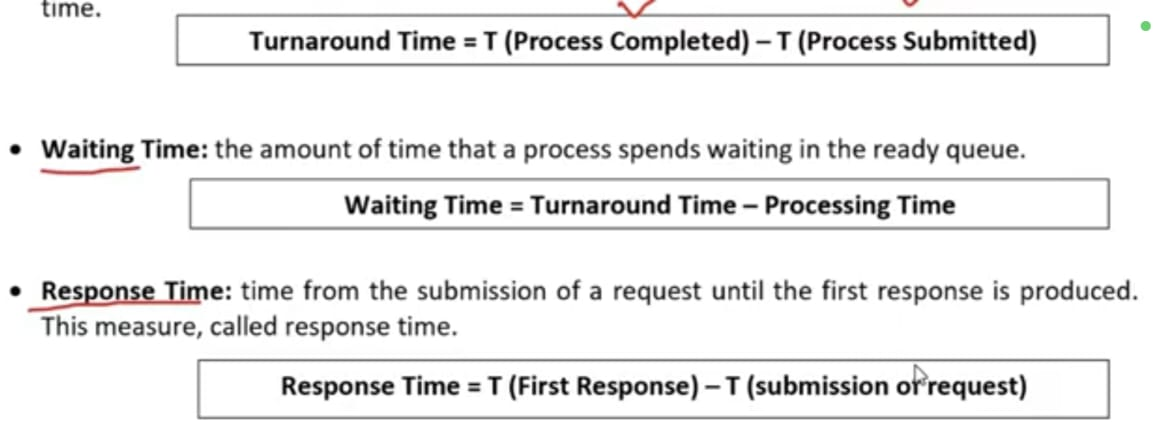 time.
Turnaround Time = T (Process Completed) – T (Process Submitted)
• Waiting Time: the amount of time that a process spends waiting in the ready queue.
Waiting Time = Turnaround Time – Processing Time
• Response Time: time from the submission of a request until the first response is produced.
This measure, called response time.
Response Time = T (First Response) – T (submission of request)